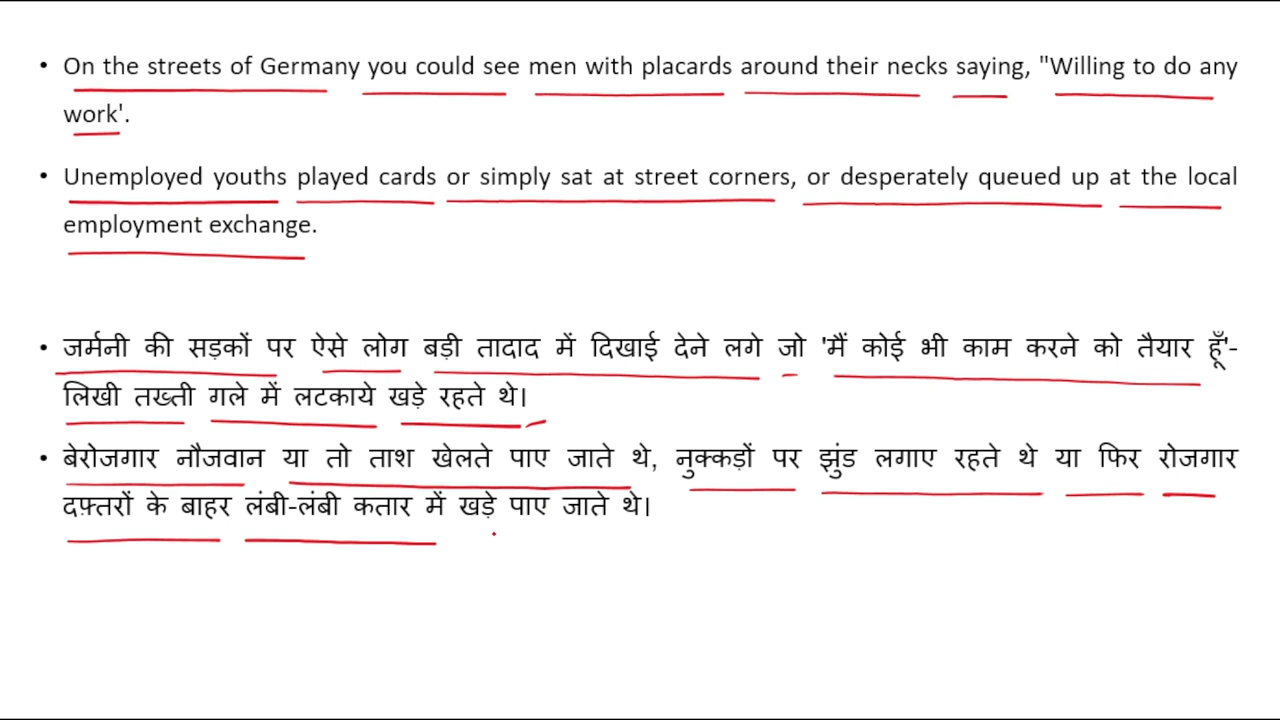 • On the streets of Germany you could see men with placards around their necks saying, "Willing to do any
work'.
• Unemployed youths played cards or simply sat at street corners, or desperately queued up at the local
employment exchange.
• जर्मनी की सड़कों पर ऐसे लोग बड़ी तादाद में दिखाई देने लगे जो 'मैं कोई भी काम करने को तैयार हूँ'-
लिखी तख्ती गले में लटकाये खड़े रहते थे।
• बेरोजगार नौजवान या तो ताश खेलते पाए जाते थे, नुक्कड़ों पर झुंड लगाए रहते थे या फिर रोजगार
दफ़्तरों के बाहर लंबी-लंबी कतार में खड़े पाए जाते थे।